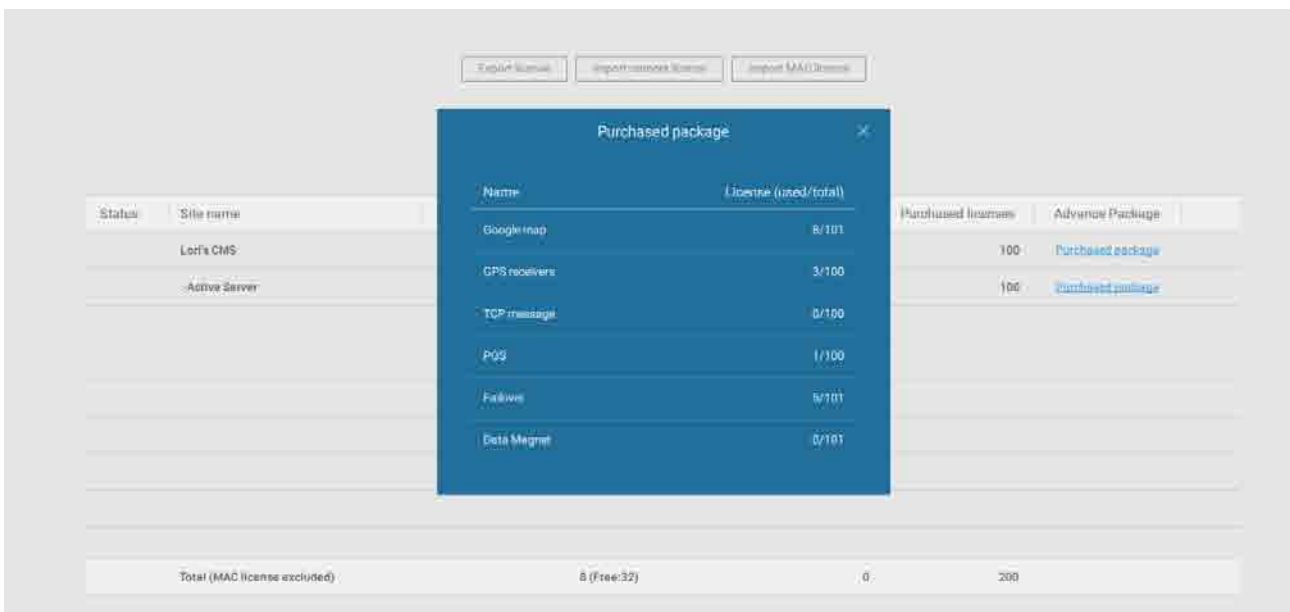 Export license Import connect license Import MAC license
Purchased package
Name License (used/total)
Status Site name Purchased licenses Advance Package
Google map 8/101
Lori's CMS 100 Purchased package
GPS receivers 3/100
-Active Server 100 Purchased package
TCP message 0/100
POS 1/100
Failover
Data Magnet 0/101
Total (MAC license excluded) 8 (Free:32) 0 200